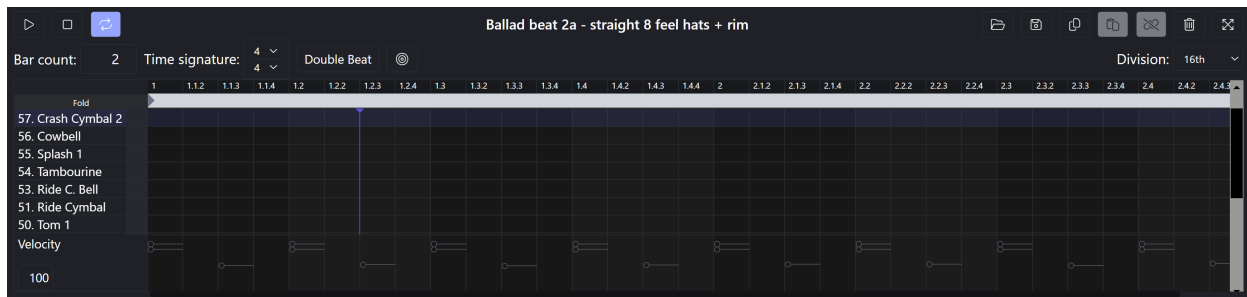 Ballad beat 2a - straight 8 feel hats + rim
Bar count: 2 Time signature: 4 4 Double Beat Division: 16th
1 1.1.2 1.1.3 1.1.4 1.2 1.2.2 1.2.3 1.2.4 1.3 1.3.2 1.3.3 1.3.4 1.4 1.4.2 1.4.3 1.4.4 2 2.1.2 2.1.3 2.1.4 2.2 2.2.2 2.2.3 2.2.4 2.3 2.3.2 2.3.3 2.3.4 2.4 2.4.2 2.4.3
Fold
57. Crash Cymbal 2
56. Cowbell
55. Splash 1
54. Tambourine
53. Ride C. Bell
51. Ride Cymbal
50. Tom 1
Velocity
100